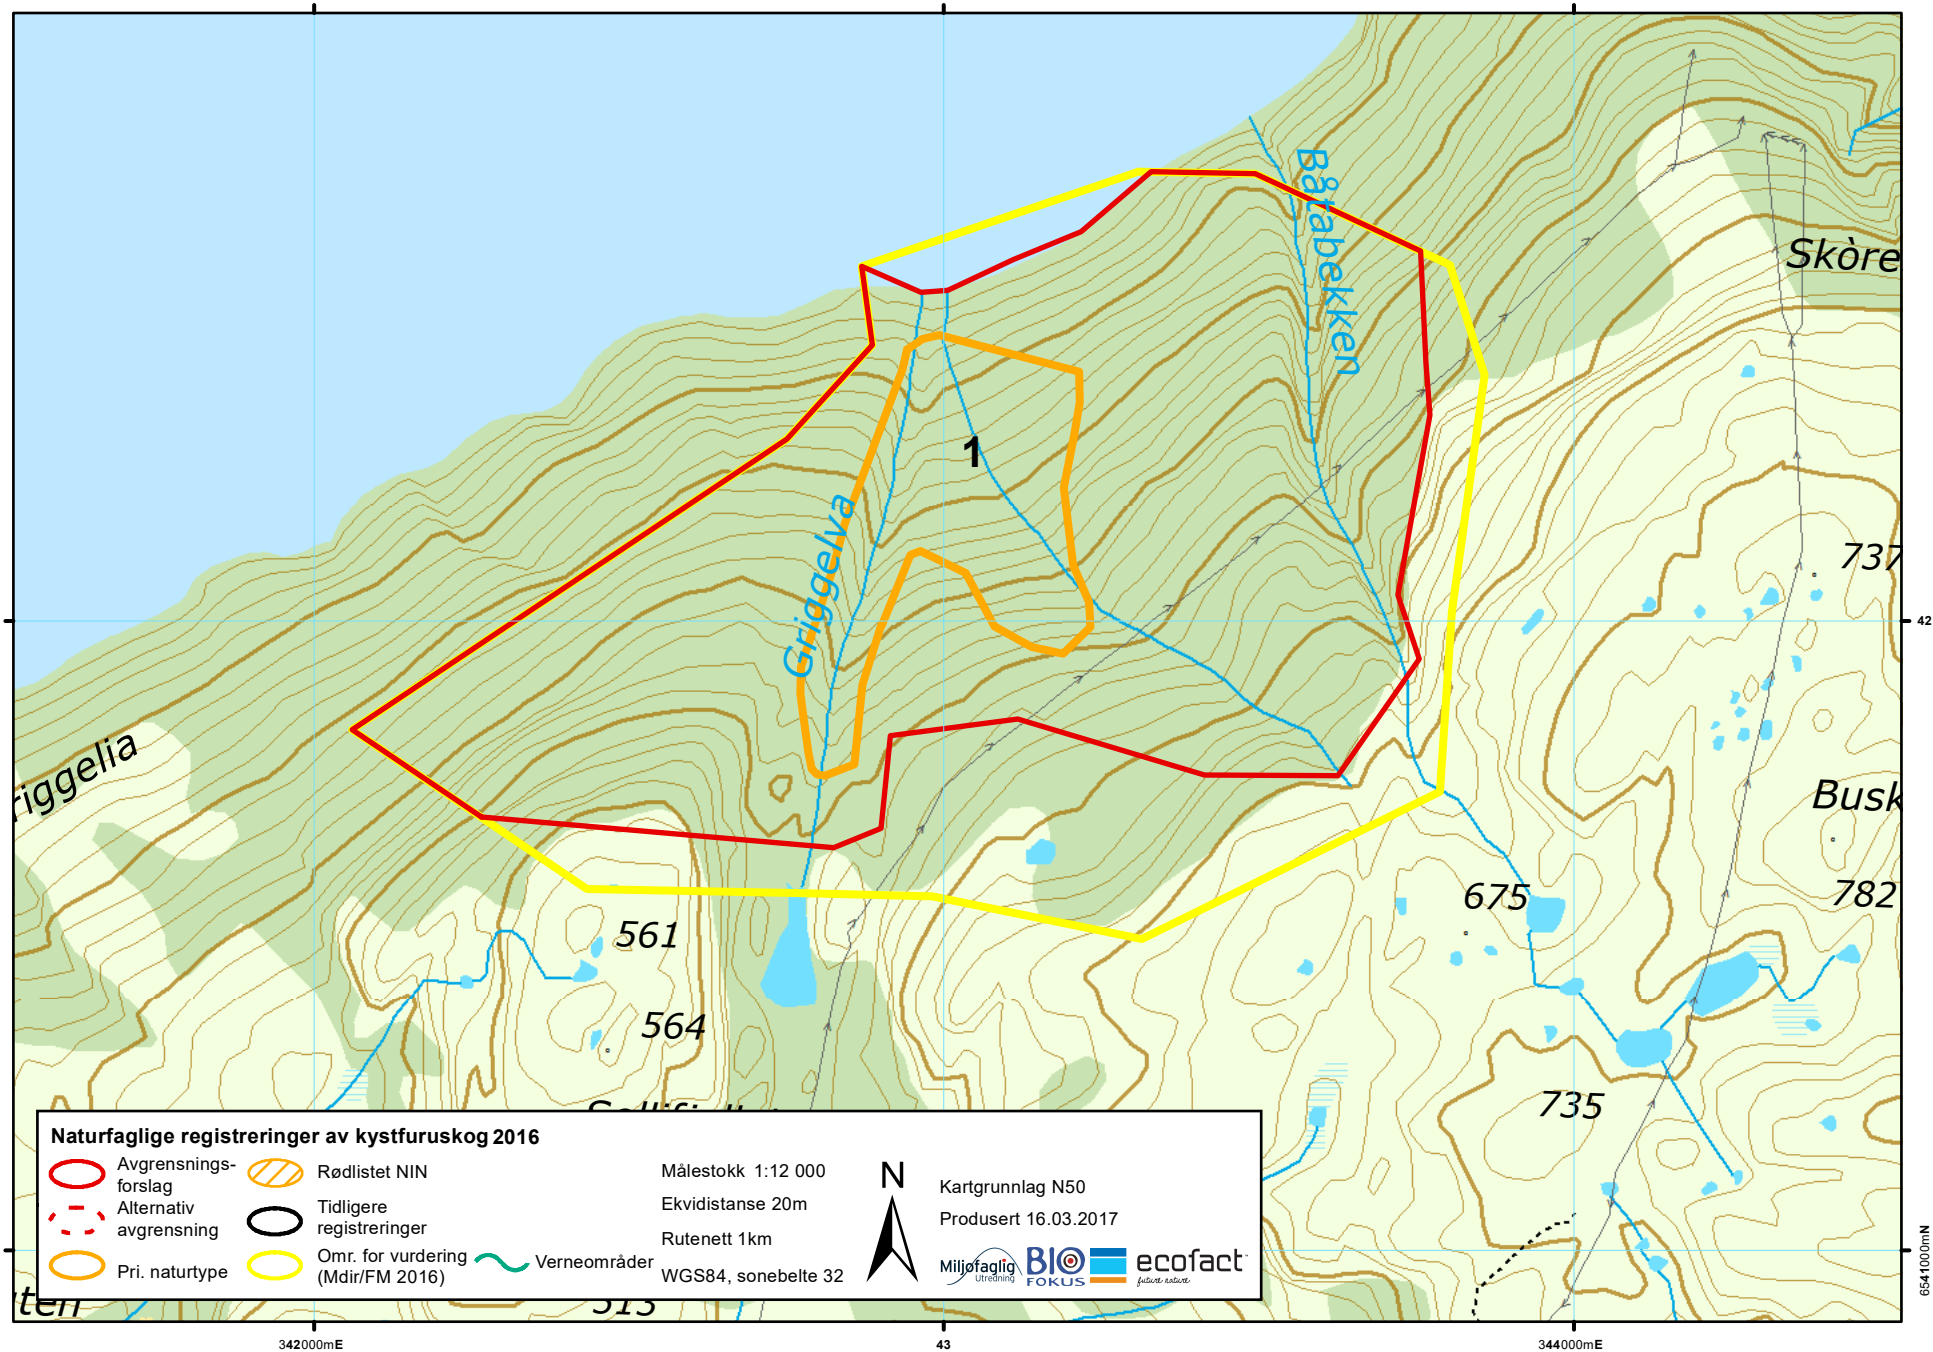 Båtabekken
Skòre
1
Griggelva
737
42
riggelia
Busk
675
782
561
564
735
Naturfaglige registreringer av kystfuruskog 2016
Avgrensnings-
forslag
Alternativ
avgrensning
Pri. naturtype
Rødlistet NIN
Tidligere
registreringer
Omr. for vurdering
(Mdir/FM 2016)
Verneområder
Målestokk 1:12 000
Ekvidistanse 20m
Rutenett 1km
WGS84, sonebelte 32
N
Kartgrunnlag N50
Produsert 16.03.2017
Miljøfaglig
Utredning
BIO
FOKUS
ecofact
future nature
6541000mN
ten
513
342000mE
43
344000mE